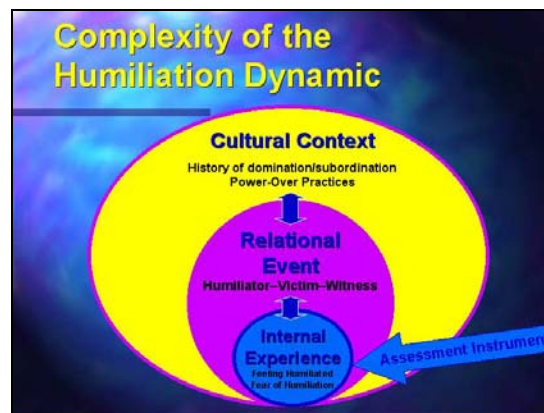 Complexity of the
Humiliation Dynamic
Cultural Context
History of domination/subordination
Power-Over Practices
Relational
Event
Humiliator–Victim–Witness
Internal
Experience
Feeling Humiliated
Fear of Humiliation
Assessment Instrumen